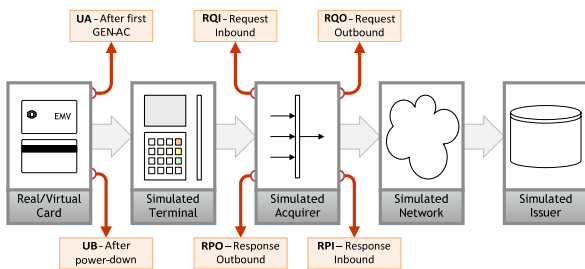 UA – After first
GEN-AC
RQI – Request
Inbound
RQO – Request
Outbound
EMV
Real/Virtual
Card
Simulated
Terminal
Simulated
Acquirer
Simulated
Network
Simulated
Issuer
UB – After
power-down
RPO – Response
Outbound
RPI – Response
Inbound